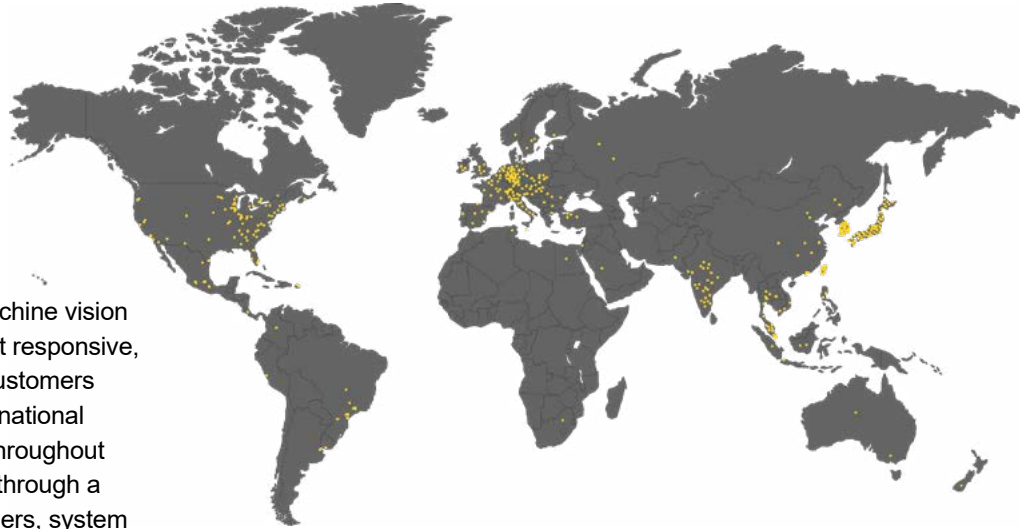 chine vision
t responsive,
ustomers
national
hroughout
through a
ers, system